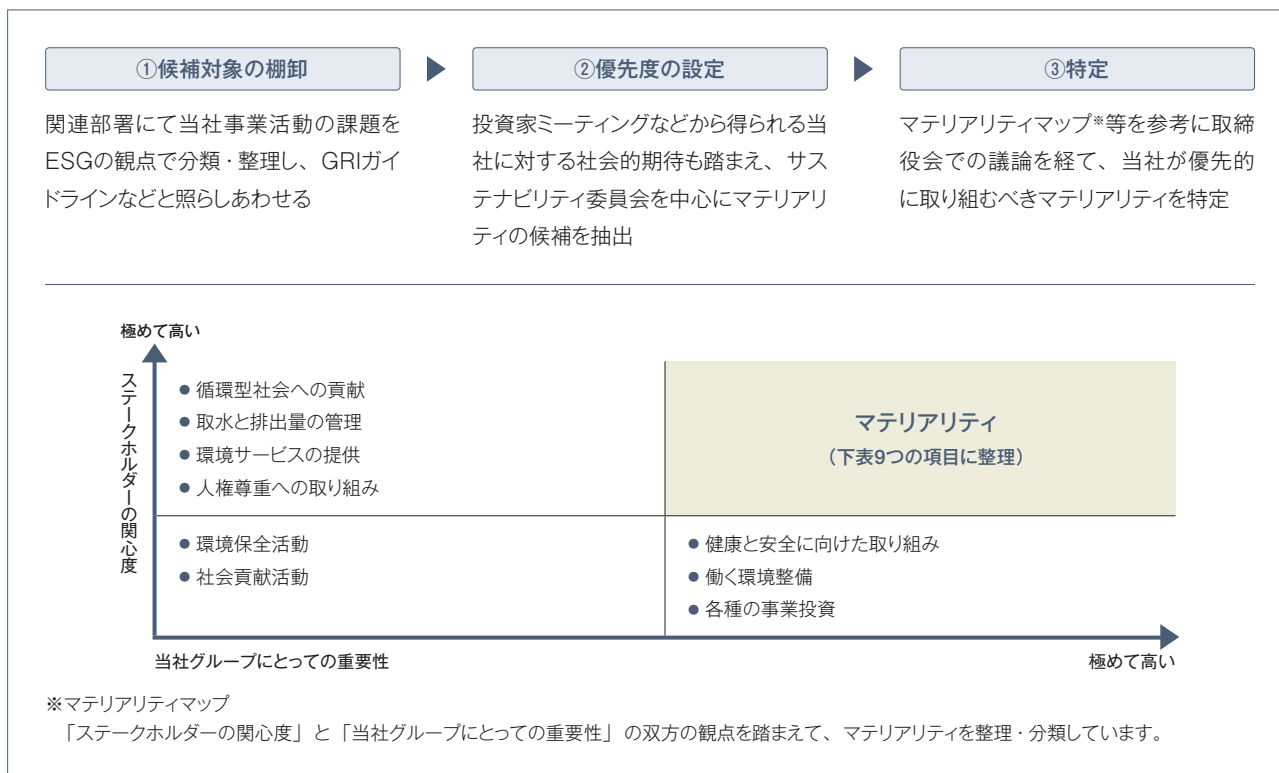 ①候補対象の棚卸
関連部署にて当社事業活動の課題を
ESGの観点で分類・整理し、GRIガイ
ドラインなどと照らしあわせる
②優先度の設定
投資家ミーティングなどから得られる当
社に対する社会的期待も踏まえ、サス
テナビリティ委員会を中心にマテリアリ
ティの候補を抽出
③特定
マテリアリティマップ※等を参考に取締
役会での議論を経て、当社が優先的
に取り組むべきマテリアリティを特定
極めて高い
ステークホルダーの関心度
● 循環型社会への貢献
● 取水と排出量の管理
● 環境サービスの提供
● 人権尊重への取り組み
マテリアリティ
（下表9つの項目に整理）
● 環境保全活動
● 社会貢献活動
● 健康と安全に向けた取り組み
● 働く環境整備
● 各種の事業投資
当社グループにとっての重要性
極めて高い
※マテリアリティマップ
「ステークホルダーの関心度」と「当社グループにとっての重要性」の双方の観点を踏まえて、マテリアリティを整理・分類しています。